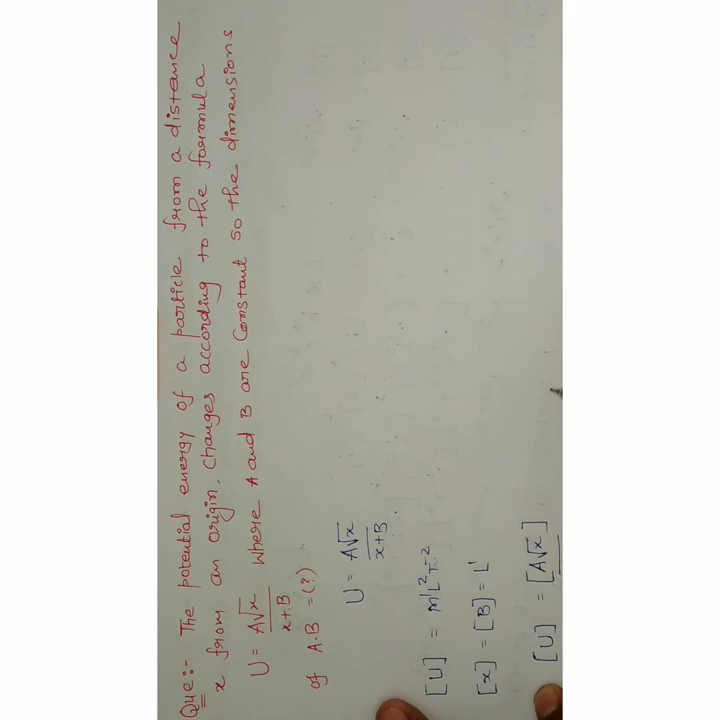 Que:- The potential energy of a particle from a distance
x from an origin, changes according to the formula
U = A√x / x+B where A and B are constant so the dimensions
of A·B = (?)
U = A√x / x+B
[U] = M¹L²T⁻²
[x] = [B] = L¹
[U] = [A√x]